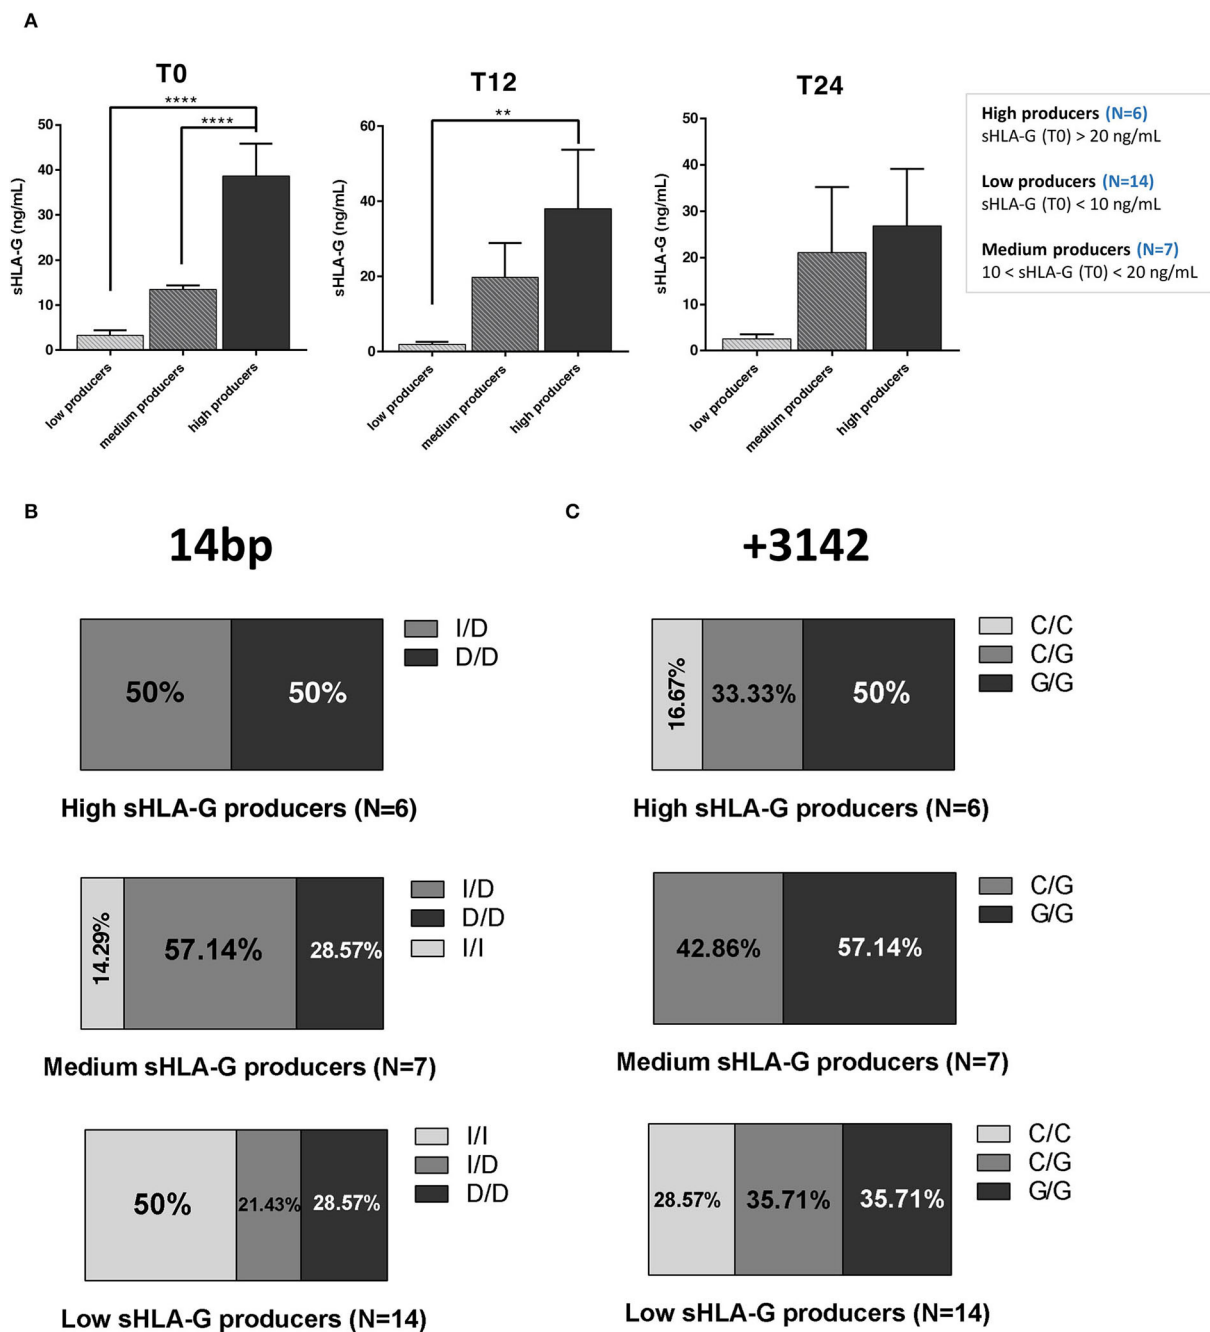 A
T0
****
****
sHLA-G (ng/mL)
50
40
30
20
10
0
low producers
medium producers
high producers
T12
**
sHLA-G (ng/mL)
60
40
20
0
low producers
medium producers
high producers
T24
sHLA-G (ng/mL)
50
40
30
20
10
0
low producers
medium producers
high producers
High producers (N=6)
sHLA-G (T0) > 20 ng/mL
Low producers (N=14)
sHLA-G (T0) < 10 ng/mL
Medium producers (N=7)
10 < sHLA-G (T0) < 20 ng/mL
B
14bp
50%
50%
I/D
D/D
High sHLA-G producers (N=6)
14.29%
57.14%
28.57%
I/D
D/D
I/I
Medium sHLA-G producers (N=7)
50%
21.43%
28.57%
I/I
I/D
D/D
Low sHLA-G producers (N=14)
C
+3142
16.67%
33.33%
50%
C/C
C/G
G/G
High sHLA-G producers (N=6)
42.86%
57.14%
C/G
G/G
Medium sHLA-G producers (N=7)
28.57%
35.71%
35.71%
C/C
C/G
G/G
Low sHLA-G producers (N=14)